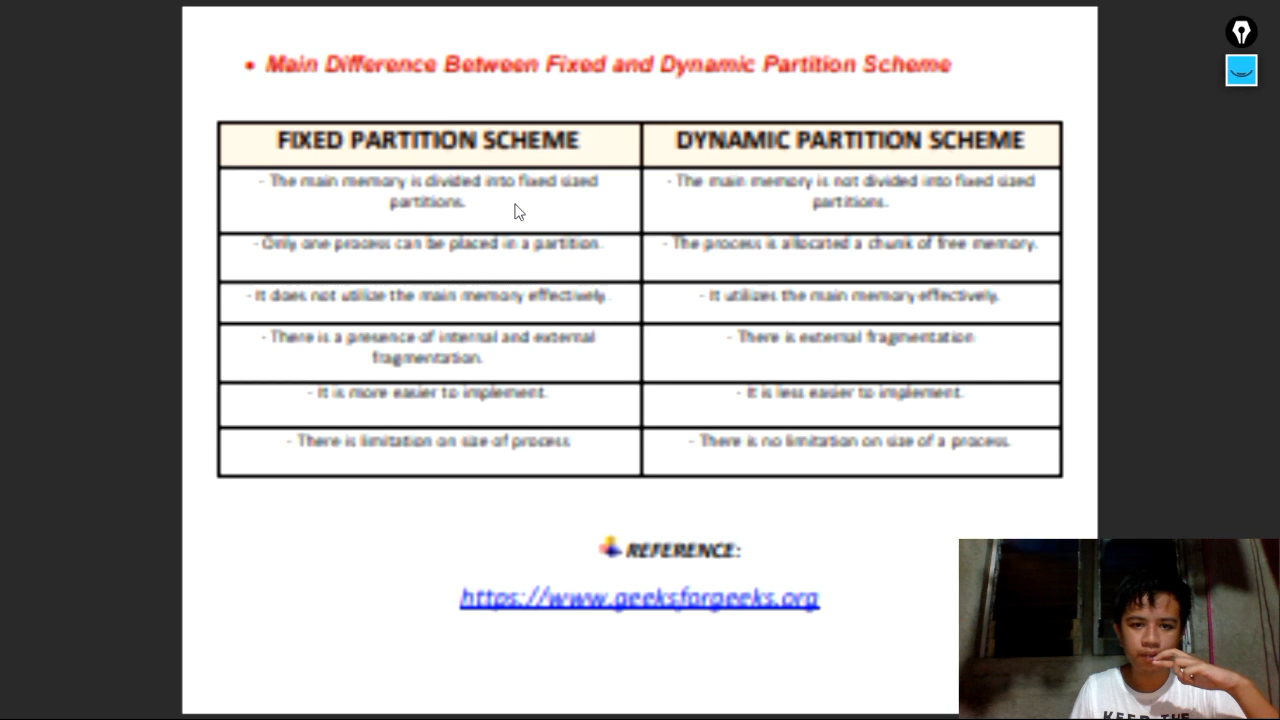 • Main Difference Between Fixed and Dynamic Partition Scheme
FIXED PARTITION SCHEME
DYNAMIC PARTITION SCHEME
- The main memory is divided into fixed sized
partitions.
- The main memory is not divided into fixed sized
partitions.
- Only one process can be placed in a partition.
- The process is allocated a chunk of free memory.
- It does not utilize the main memory effectively.
- It utilizes the main memory effectively.
- There is a presence of internal and external
fragmentation.
- There is external fragmentation
- It is more easier to implement.
- It is less easier to implement.
- There is limitation on size of process
- There is no limitation on size of a process.
REFERENCE:
https://www.geeksforgeeks.org
KEEP THE